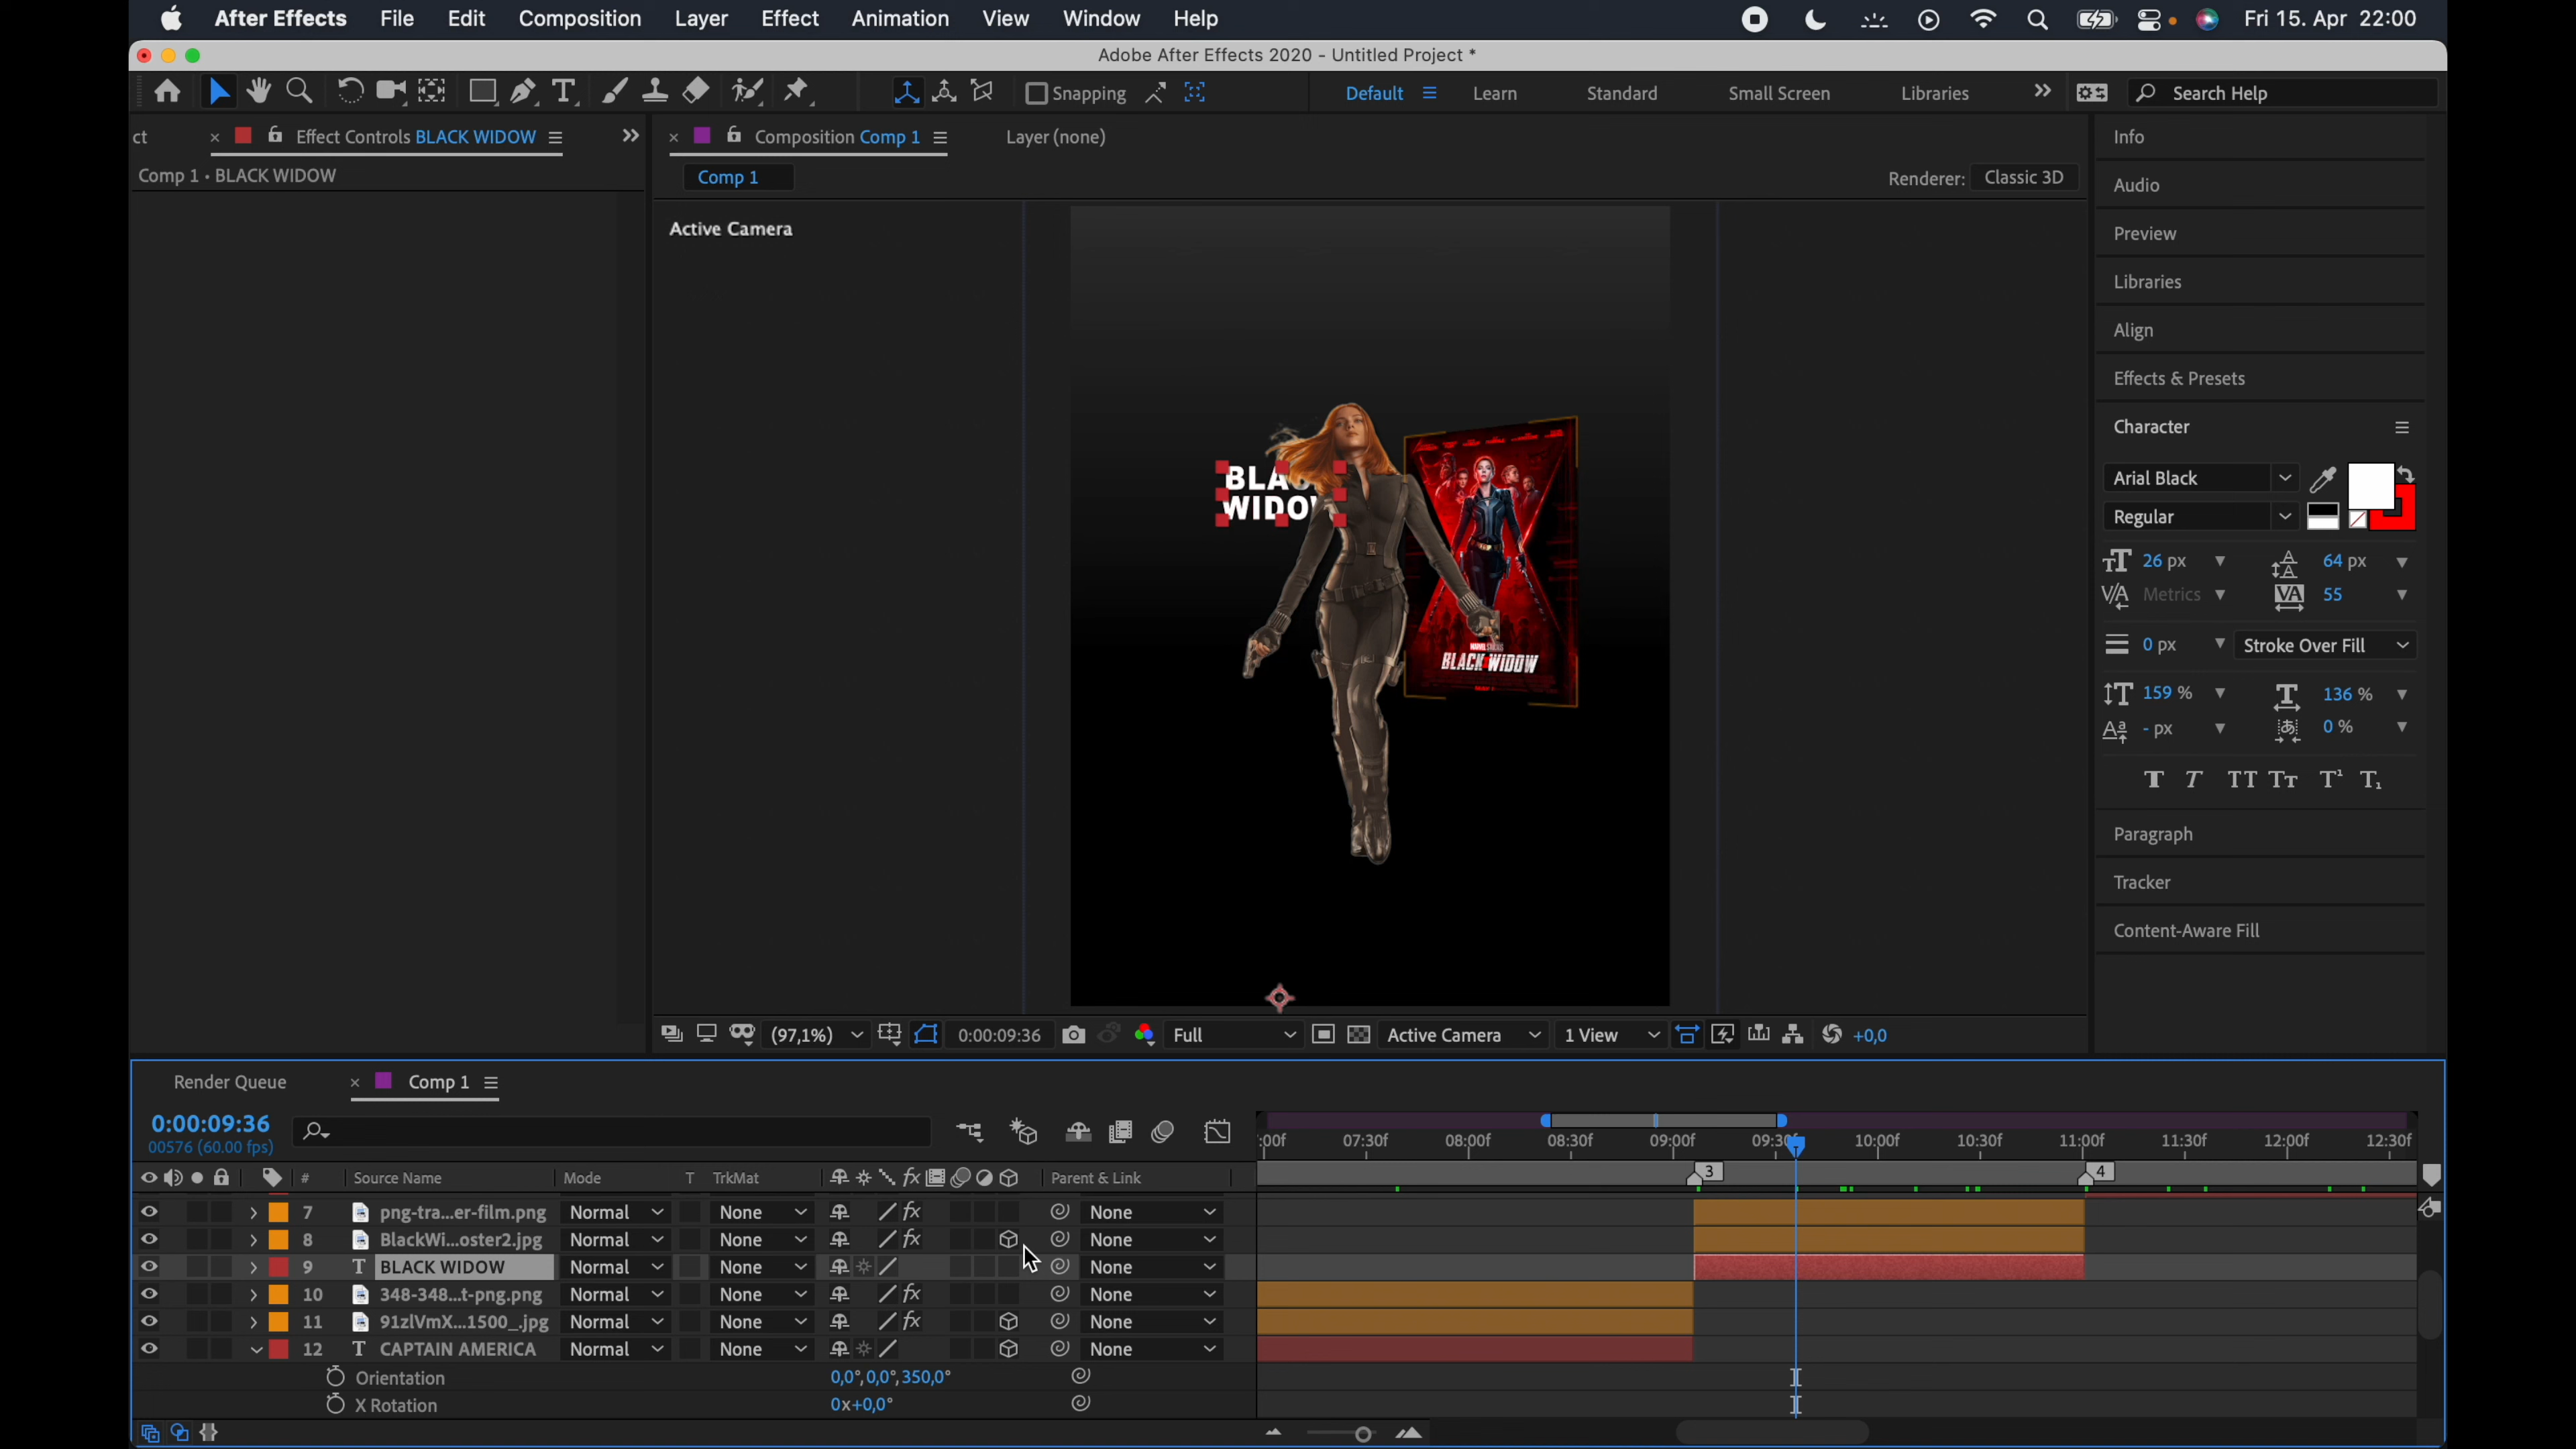 After Effects File Edit Composition Layer Effect Animation View Window Help Fri 15. Apr 22:00
Adobe After Effects 2020 - Untitled Project *
Snapping Default Learn Standard Small Screen Libraries Search Help
ct Effect Controls BLACK WIDOW
Comp 1 • BLACK WIDOW
Composition Comp 1 Layer (none)
Comp 1
Renderer: Classic 3D
Active Camera
BLAC
WIDO
MARVEL STUDIOS
BLACK WIDOW
(97,1%) 0:00:09:36 Full Active Camera 1 View +0,0
Info
Audio
Preview
Libraries
Align
Effects & Presets
Character
Arial Black
Regular
26 px 64 px
Metrics 55
0 px Stroke Over Fill
159 % 136 %
- px 0 %
Paragraph
Tracker
Content-Aware Fill
Render Queue Comp 1
0:00:09:36
00576 (60.00 fps)
:00f 07:30f 08:00f 08:30f 09:00f 09:30f 10:00f 10:30f 11:00f 11:30f 12:00f 12:30f
# Source Name Mode T TrkMat Parent & Link
3 4
7 png-tra...er-film.png Normal None None
8 BlackWi...oster2.jpg Normal None None
9 T BLACK WIDOW Normal None None
10 348-348...t-png.png Normal None None
11 91zlVmX...1500_.jpg Normal None None
12 T CAPTAIN AMERICA Normal None None
Orientation 0,0°,0,0°,350,0°
X Rotation 0x+0,0°